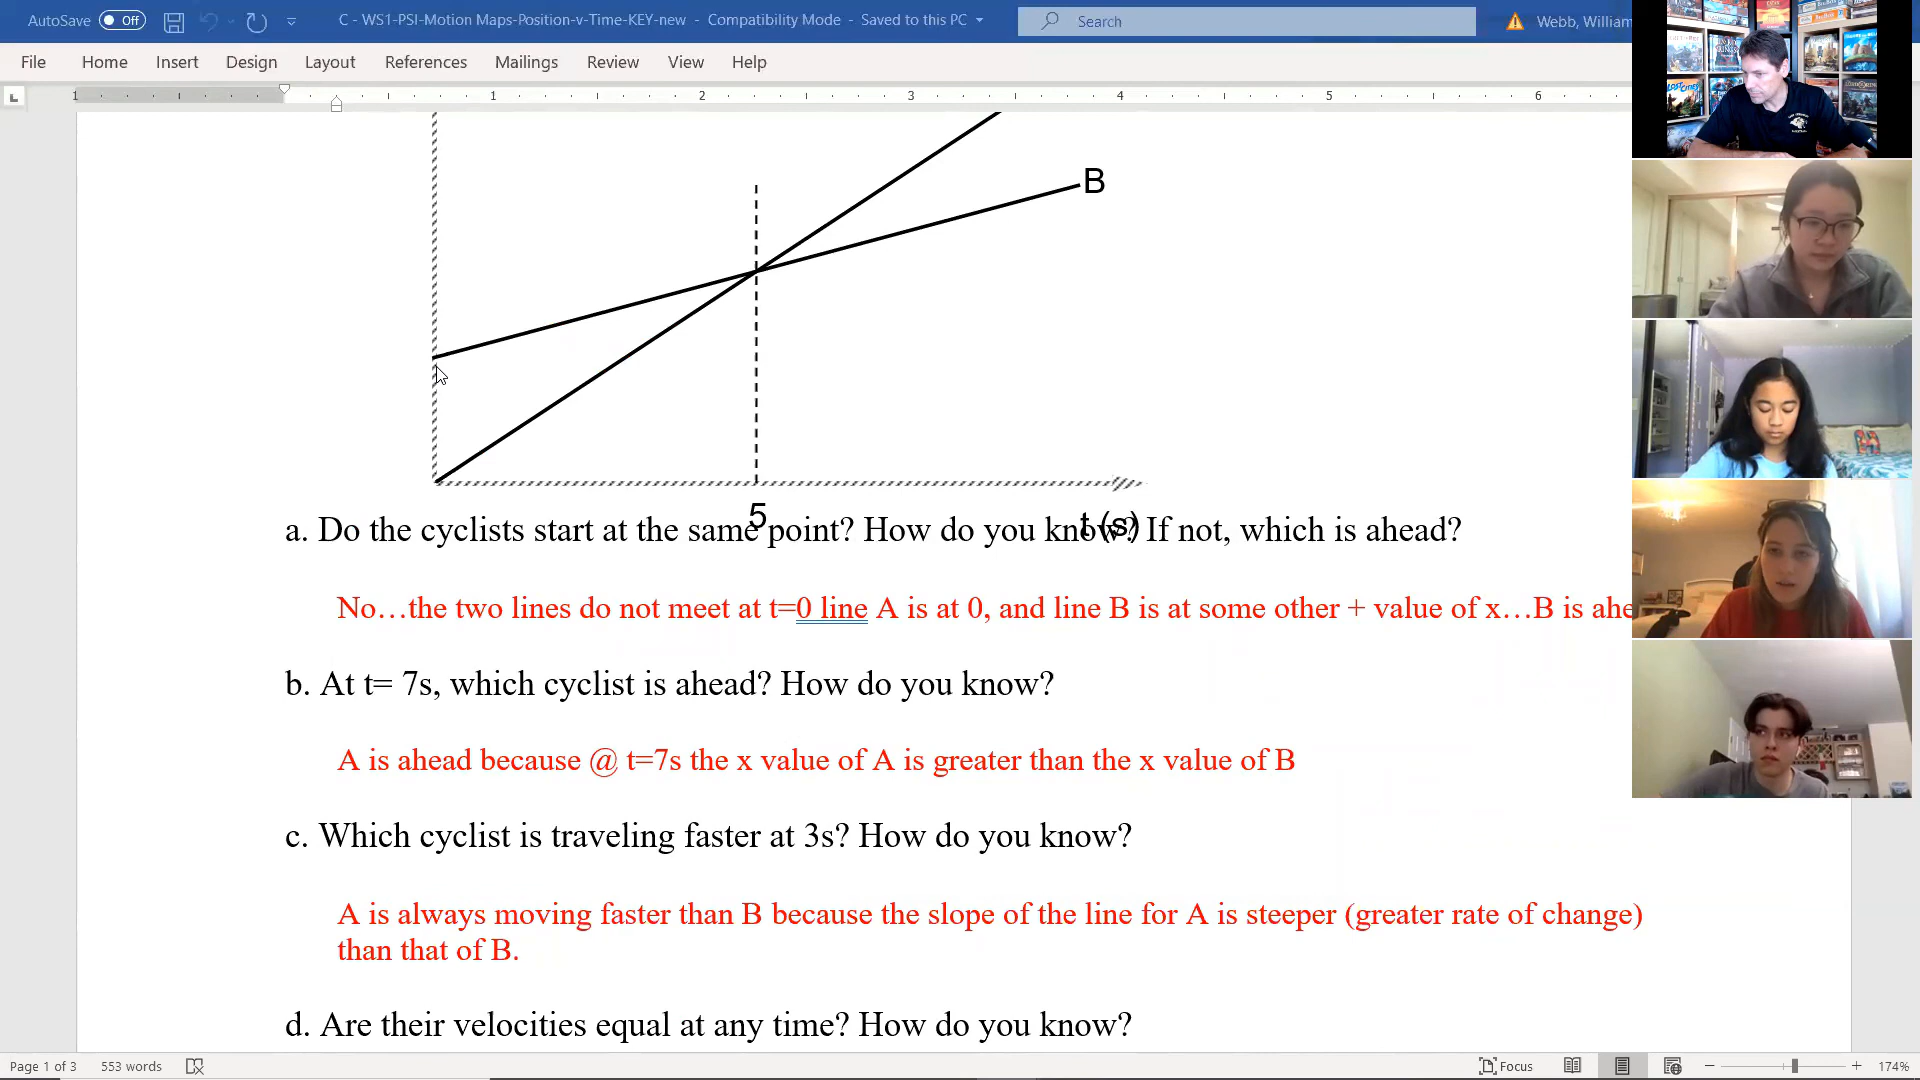 AutoSave Off C - WS1-PSI-Motion Maps-Position-v-Time-KEY-new - Compatibility Mode - Saved to this PC Search Webb, William
File Home Insert Design Layout References Mailings Review View Help
1 1 2 3 4 5 6
B
5 t (s)
a. Do the cyclists start at the same point? How do you know? If not, which is ahead?
No…the two lines do not meet at t=0 line A is at 0, and line B is at some other + value of x…B is ahe
b. At t= 7s, which cyclist is ahead? How do you know?
A is ahead because @ t=7s the x value of A is greater than the x value of B
c. Which cyclist is traveling faster at 3s? How do you know?
A is always moving faster than B because the slope of the line for A is steeper (greater rate of change)
than that of B.
d. Are their velocities equal at any time? How do you know?
Page 1 of 3 553 words Focus 174%